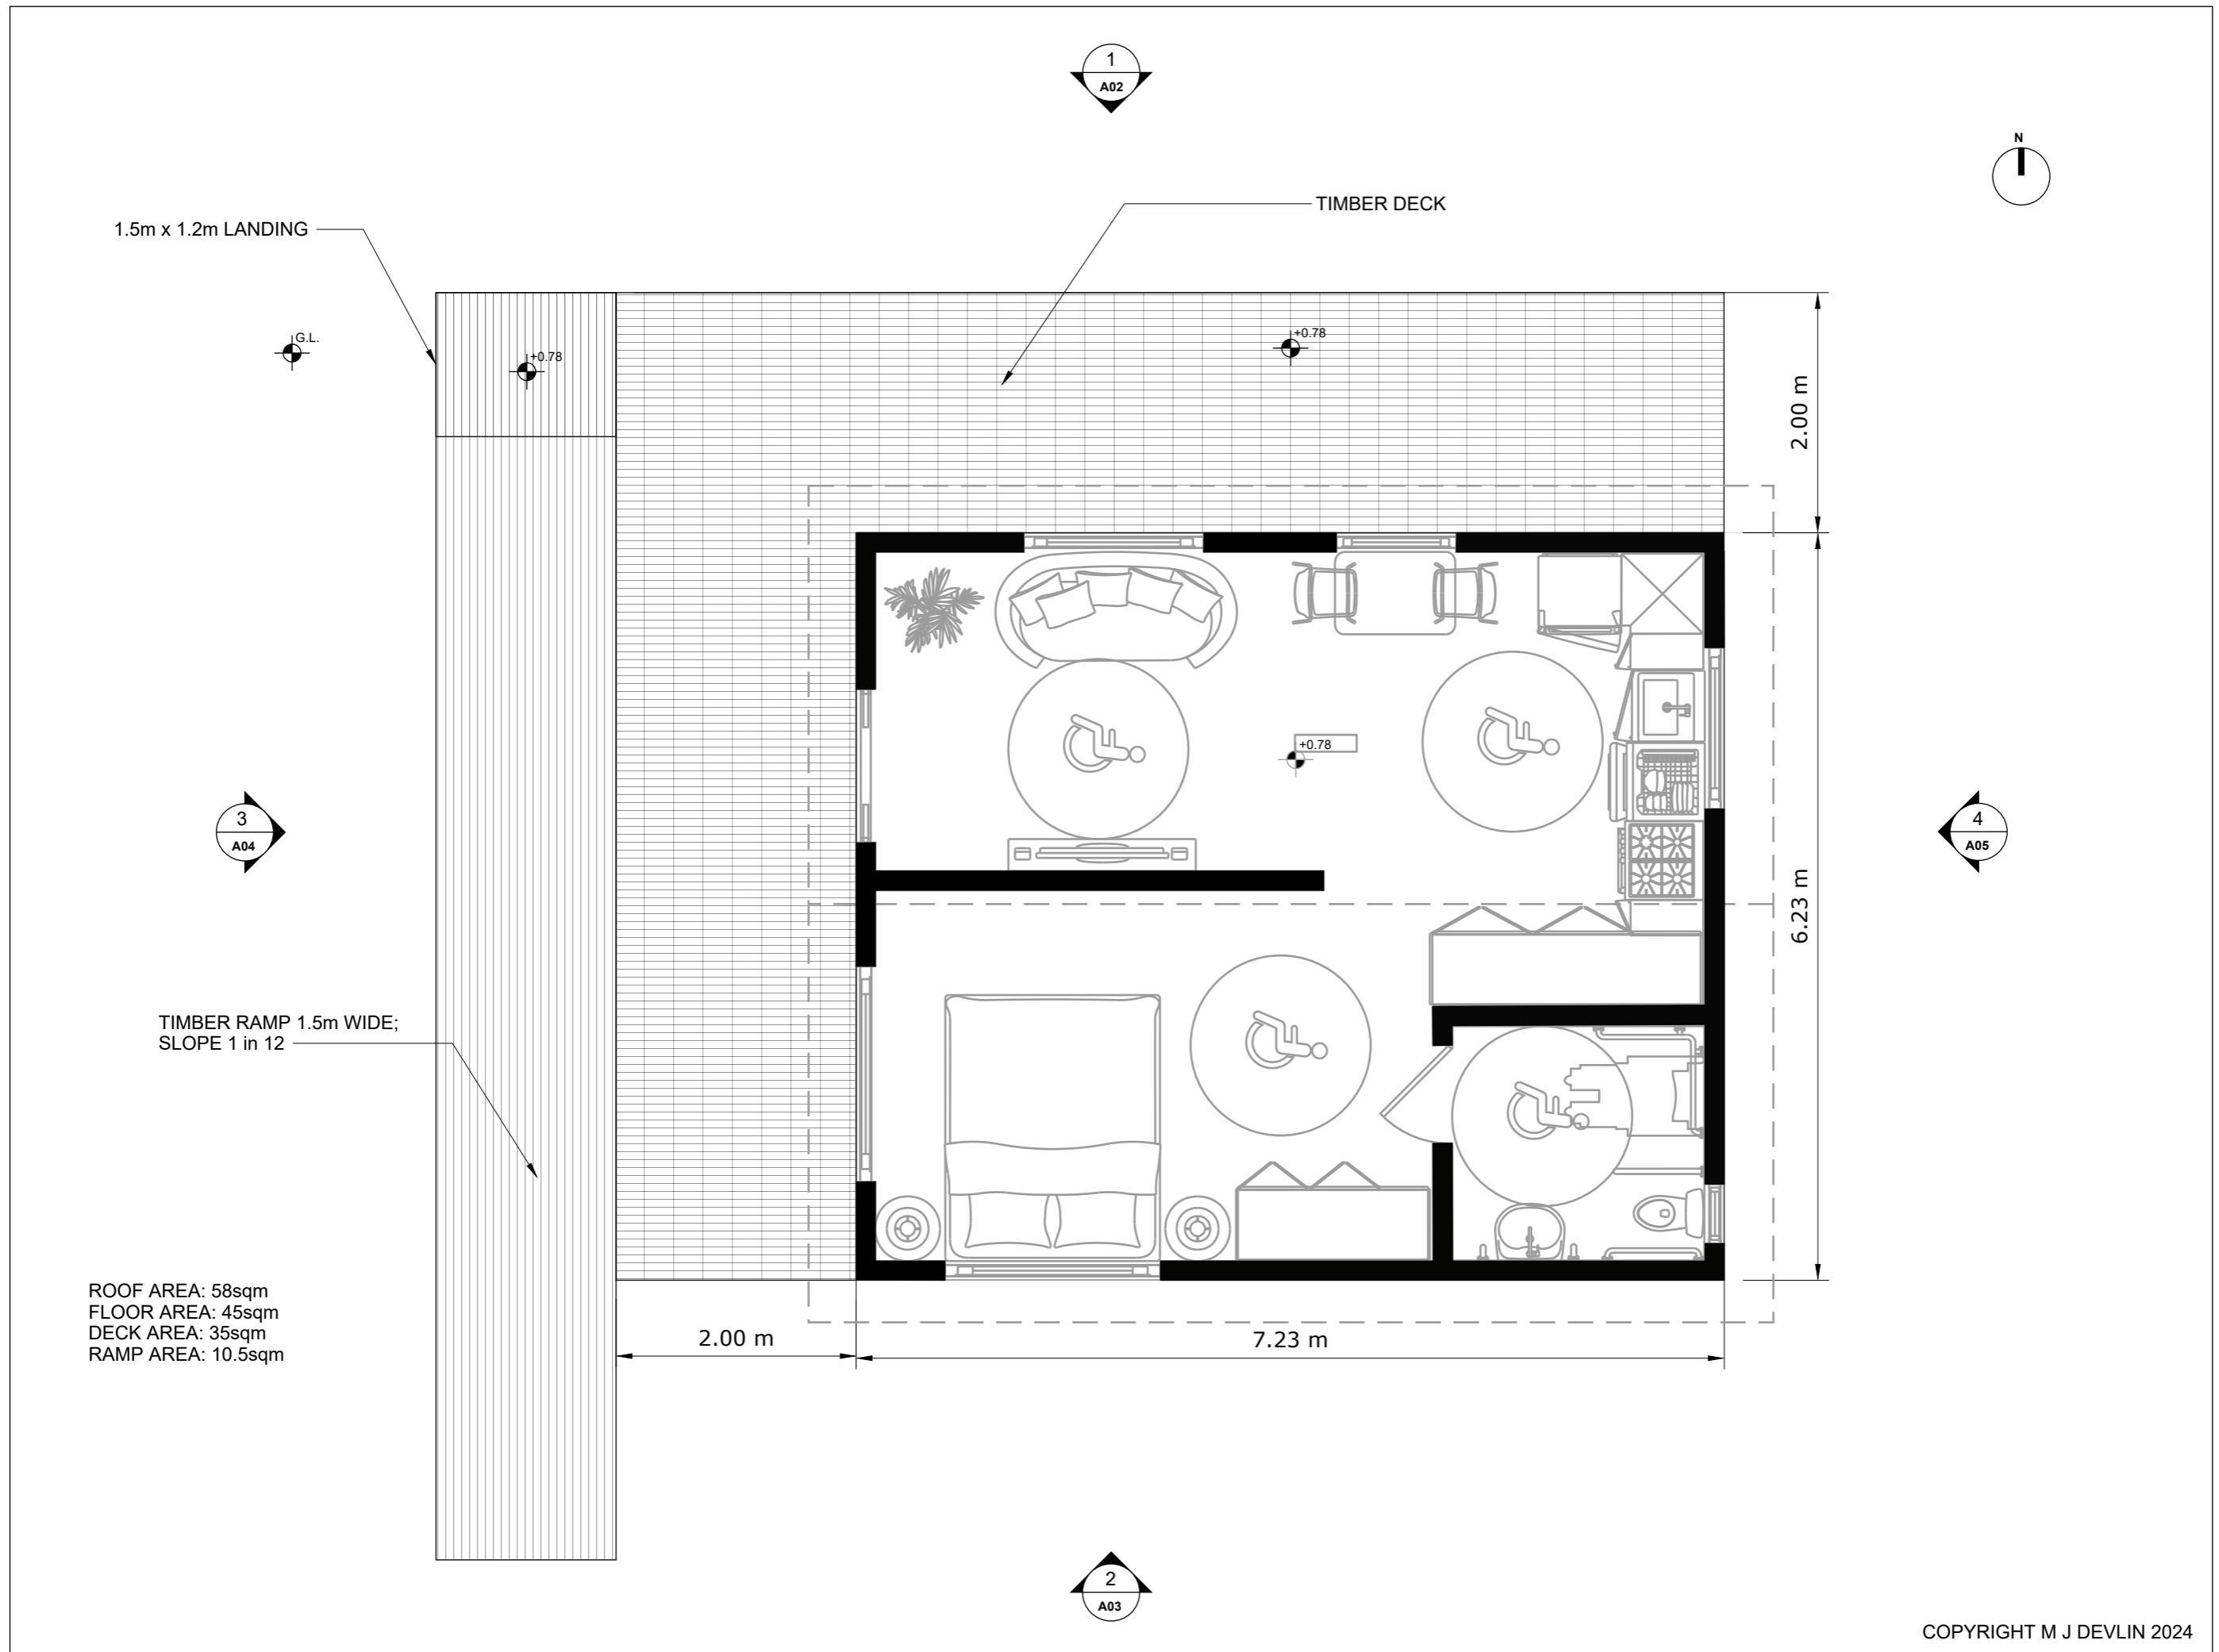 1
A02
N
1.5m x 1.2m LANDING
TIMBER DECK
G.L.
+0.78
+0.78
2.00 m
+0.78
3
A04
4
A05
6.23 m
TIMBER RAMP 1.5m WIDE;
SLOPE 1 in 12
ROOF AREA: 58sqm
FLOOR AREA: 45sqm
DECK AREA: 35sqm
RAMP AREA: 10.5sqm
2.00 m
7.23 m
2
A03
COPYRIGHT M J DEVLIN 2024